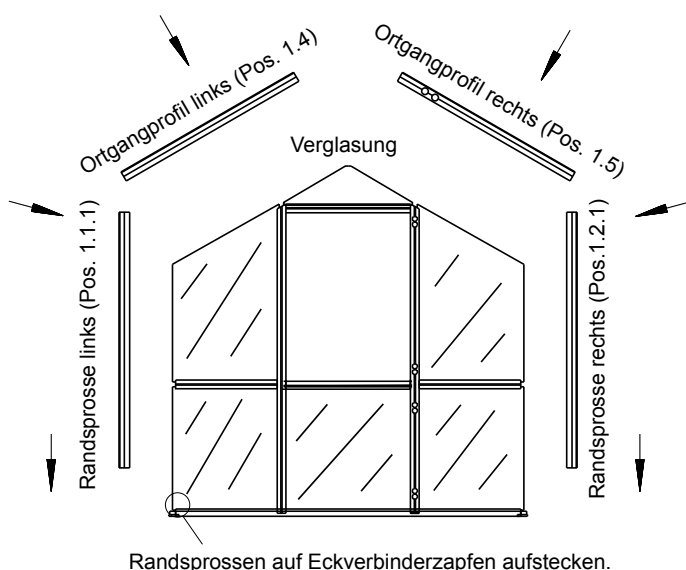 Ortgangprofil links (Pos. 1.4)
Ortgangprofil rechts (Pos. 1.5)
Verglasung
Randsprosse links (Pos. 1.1.1)
Randsprosse rechts (Pos.1.2.1)
Randsprossen auf Eckverbinderzapfen aufstecken.